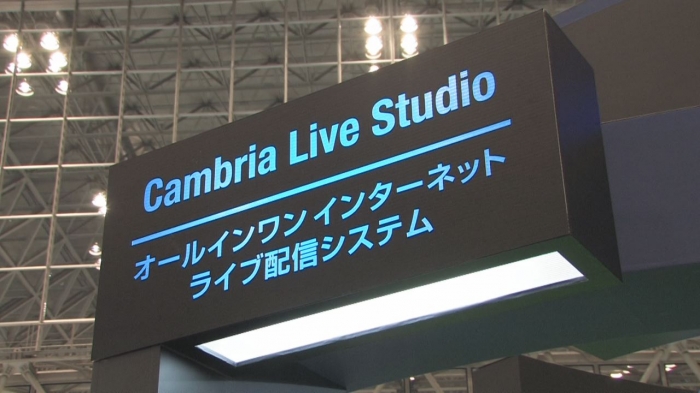 Cambria Live Studio
オールインワン インターネット
ライブ配信システム